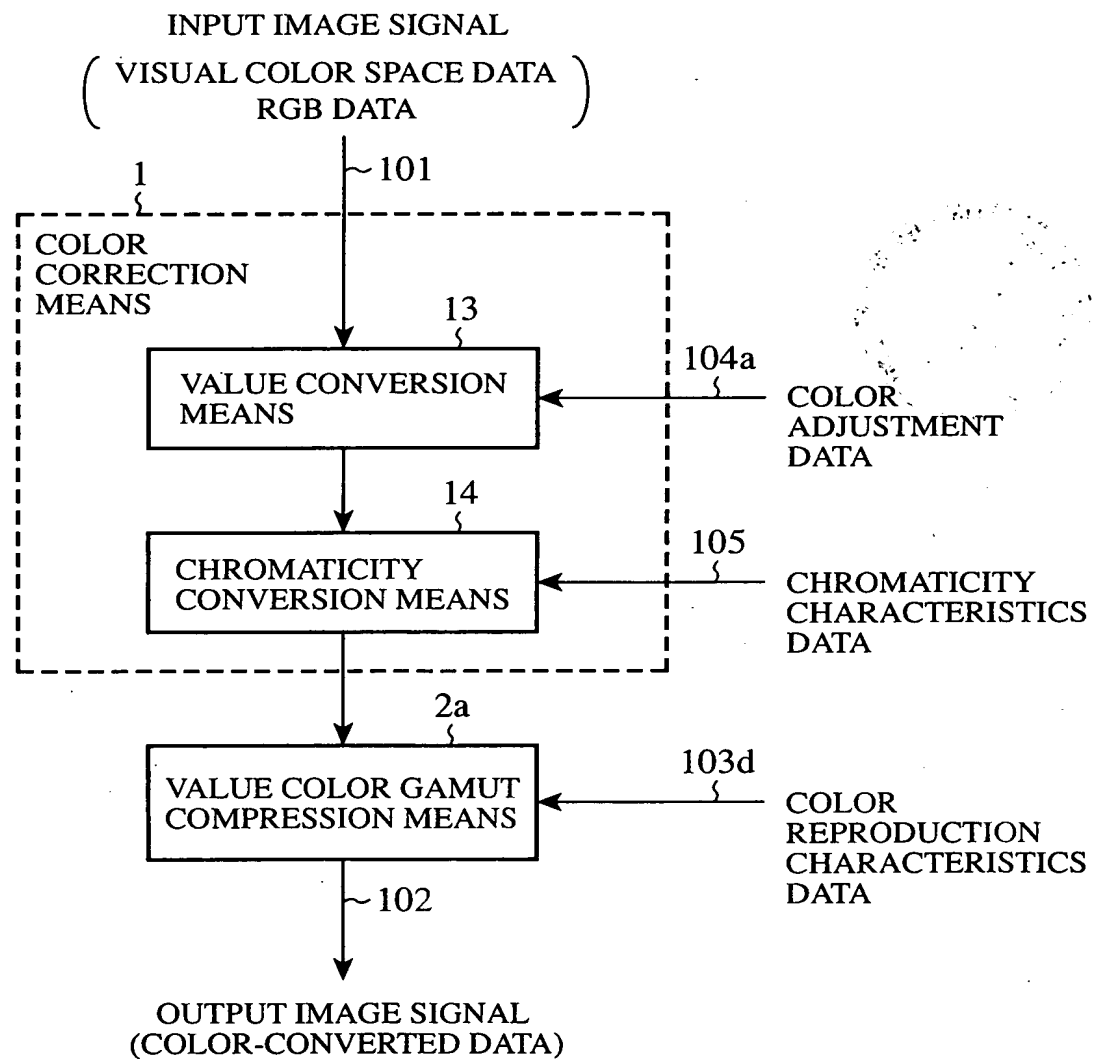 INPUT IMAGE SIGNAL
VISUAL COLOR SPACE DATA
RGB DATA
101
1
COLOR
CORRECTION
MEANS
13
VALUE CONVERSION
MEANS
104a
COLOR
ADJUSTMENT
DATA
14
CHROMATICITY
CONVERSION MEANS
105
CHROMATICITY
CHARACTERISTICS
DATA
2a
VALUE COLOR GAMUT
COMPRESSION MEANS
103d
COLOR
REPRODUCTION
CHARACTERISTICS
DATA
102
OUTPUT IMAGE SIGNAL
(COLOR-CONVERTED DATA)